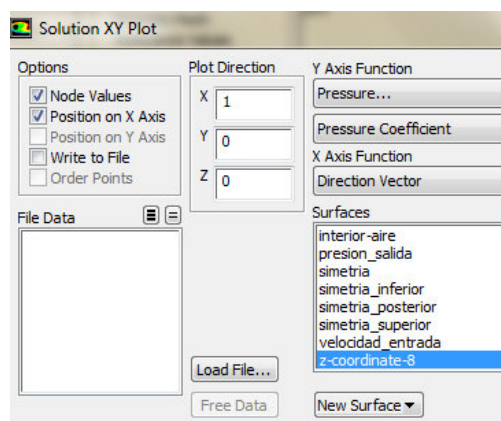 Solution XY Plot
Options
Node Values
Position on X Axis
Position on Y Axis
Write to File
Order Points
Plot Direction
X 1
Y 0
Z 0
Y Axis Function
Pressure...
Pressure Coefficient
X Axis Function
Direction Vector
File Data
Surfaces
interior-aire
presion_salida
simetria
simetria_inferior
simetria_posterior
simetria_superior
velocidad_entrada
z-coordinate-8
Load File...
Free Data
New Surface